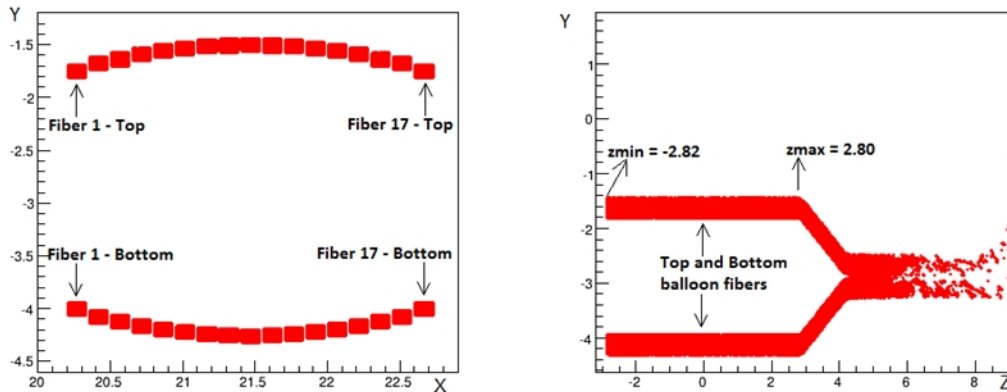 Y
-1.5
Fiber 1 - Top
Fiber 17 - Top
-2
-2.5
-3
-3.5
Fiber 1 - Bottom
Fiber 17 - Bottom
-4
-4.5
20
20.5
21
21.5
22
22.5
X
Y
1
0
zmin = -2.82
zmax = 2.80
-1
-2
Top and Bottom
balloon fibers
-3
-4
-2
0
2
4
6
8
Z